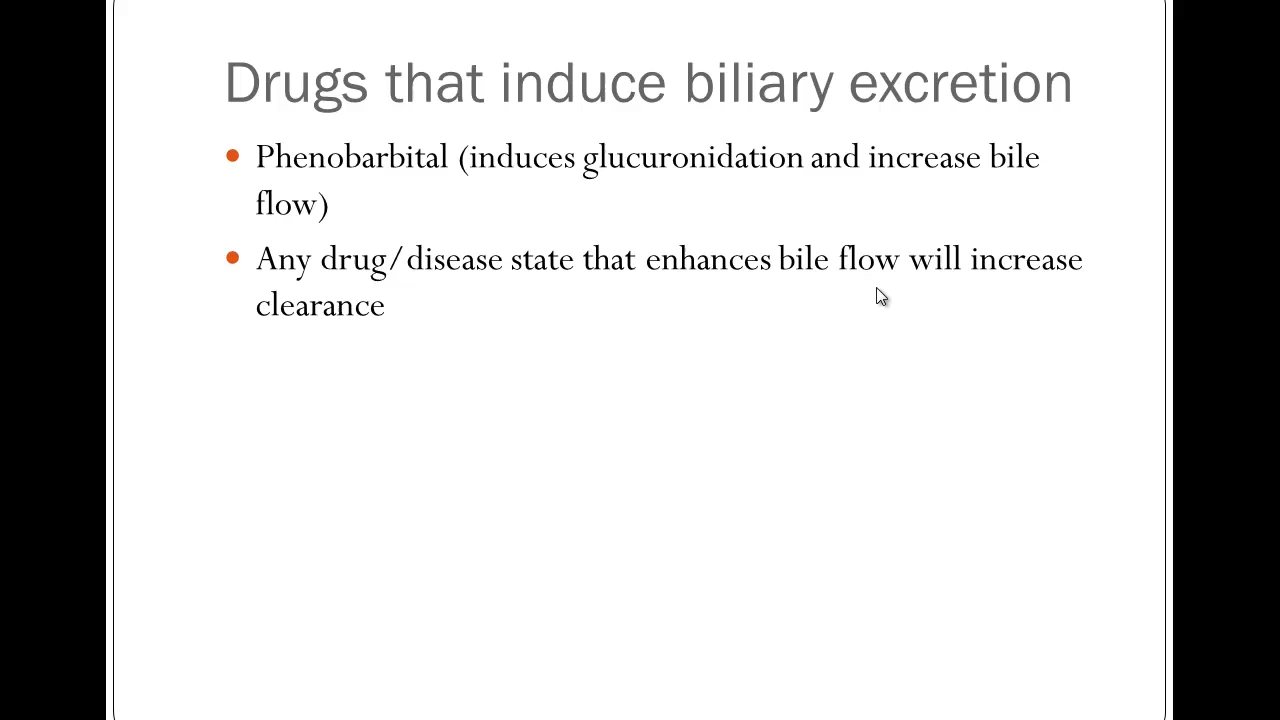 Drugs that induce biliary excretion
Phenobarbital (induces glucuronidation and increase bile
flow)
Any drug/disease state that enhances bile flow will increase
clearance